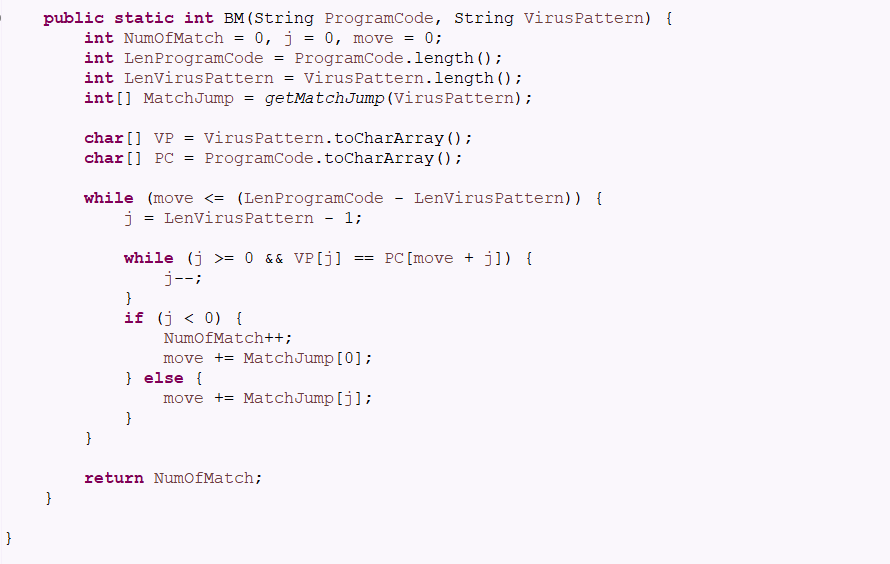 public static int BM(String ProgramCode, String VirusPattern) {
int NumOfMatch = 0, j = 0, move = 0;
int LenProgramCode = ProgramCode.length();
int LenVirusPattern = VirusPattern.length();
int[] MatchJump = getMatchJump(VirusPattern);
char[] VP = VirusPattern.toCharArray();
char[] PC = ProgramCode.toCharArray();
while (move <= (LenProgramCode - LenVirusPattern)) {
j = LenVirusPattern - 1;
while (j >= 0 && VP[j] == PC[move + j]) {
j--;
}
if (j < 0) {
NumOfMatch++;
move += MatchJump[0];
} else {
move += MatchJump[j];
}
}
return NumOfMatch;
}
}